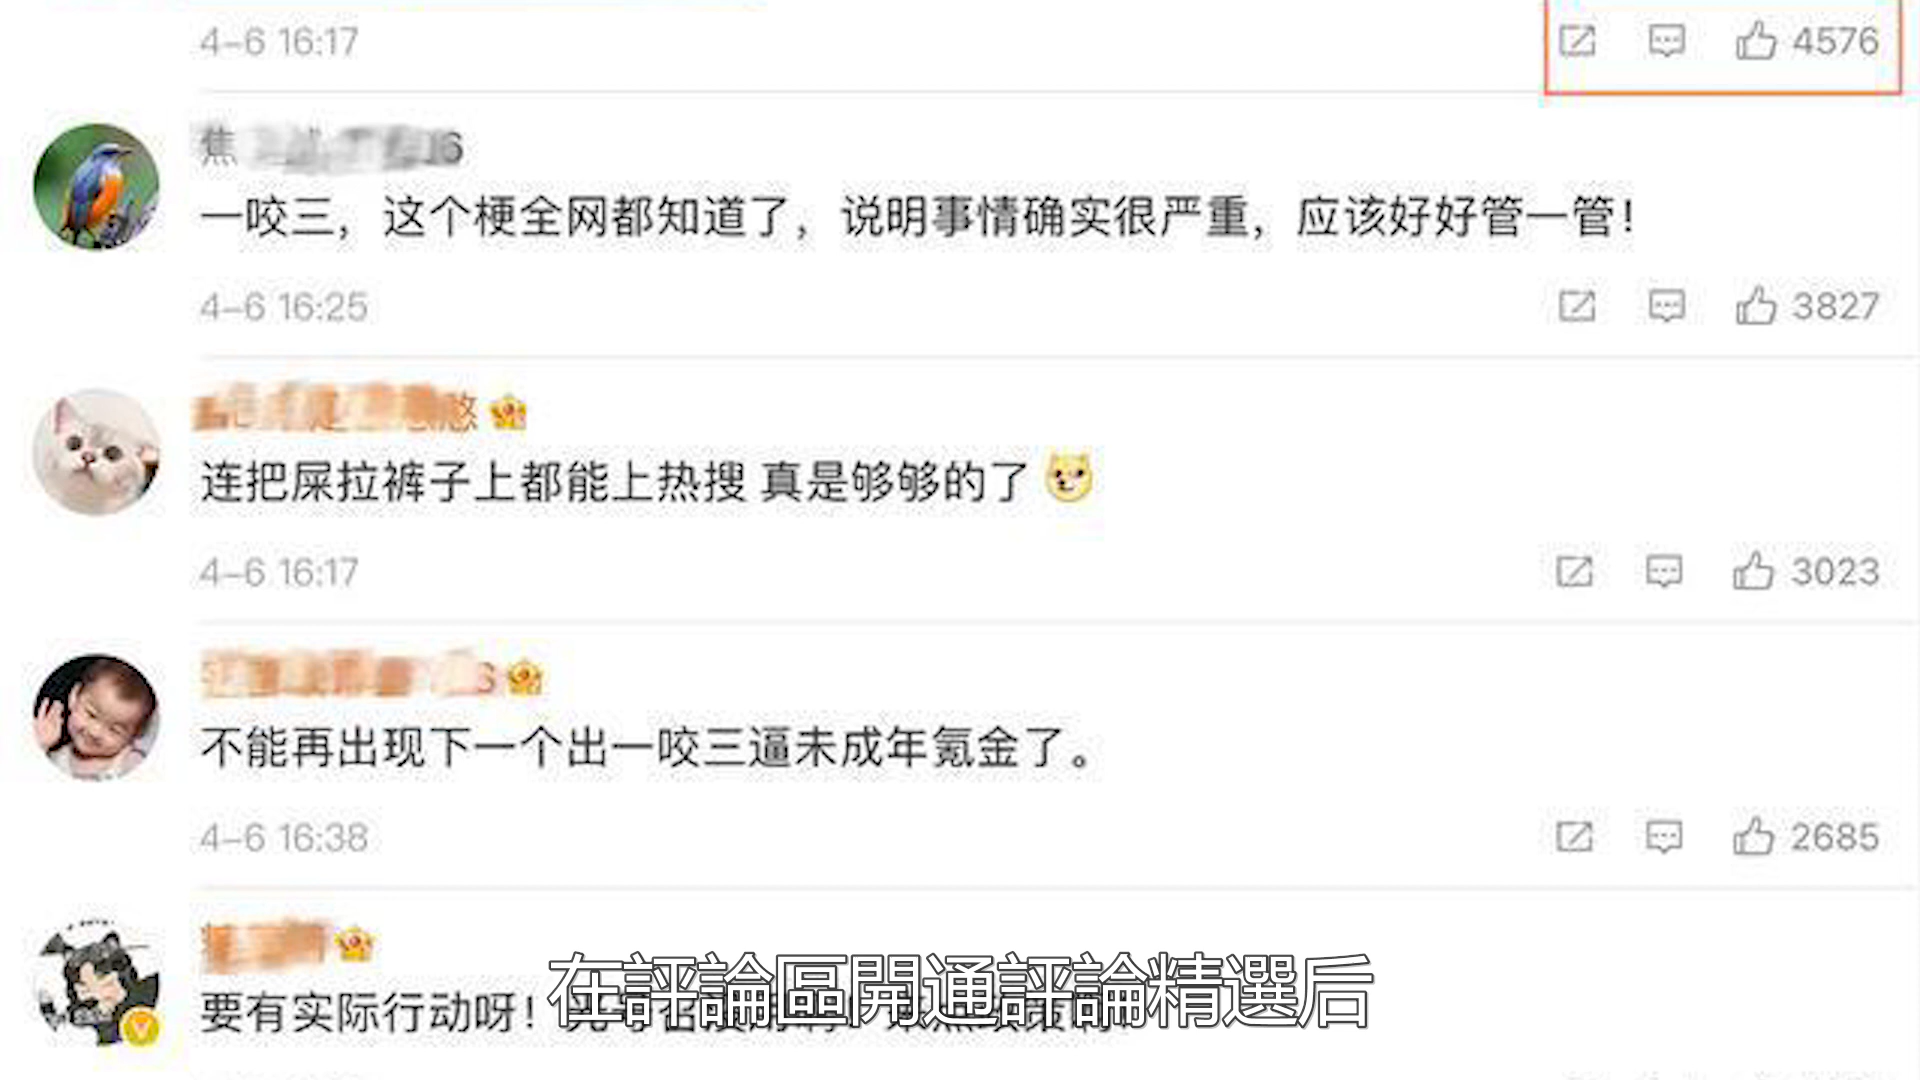 4-6 16:17 4576
焦
6
一咬三，这个梗全网都知道了，说明事情确实很严重，应该好好管一管！
4-6 16:25 3827
憨
连把屎拉裤子上都能上热搜 真是够够的了
4-6 16:17 3023
s
不能再出现下一个出一咬三逼未成年氪金了。
4-6 16:38 2685
要有实际行动呀！
在評論區開通評論精選后